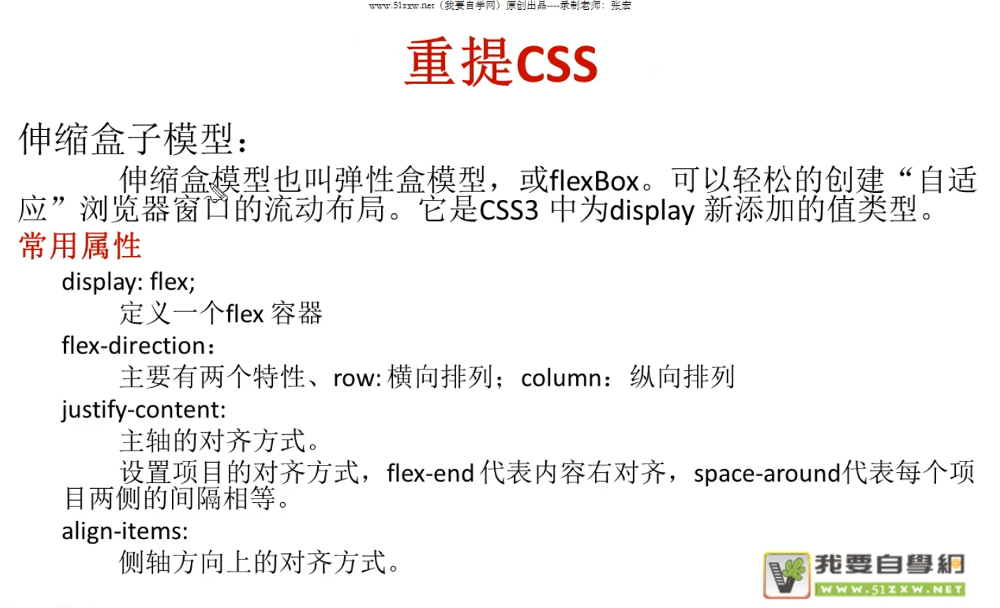 www.51zxw.net（我要自学网）原创出品----录制老师：张宏
重提CSS
伸缩盒子模型：
伸缩盒模型也叫弹性盒模型，或flexBox。可以轻松的创建“自适
应”浏览器窗口的流动布局。它是CSS3 中为display 新添加的值类型。
常用属性
display: flex;
定义一个flex 容器
flex-direction：
主要有两个特性、row: 横向排列；column：纵向排列
justify-content:
主轴的对齐方式。
设置项目的对齐方式，flex-end 代表内容右对齐，space-around代表每个项
目两侧的间隔相等。
align-items:
侧轴方向上的对齐方式。
我要自學網
WWW.51ZXW.NET